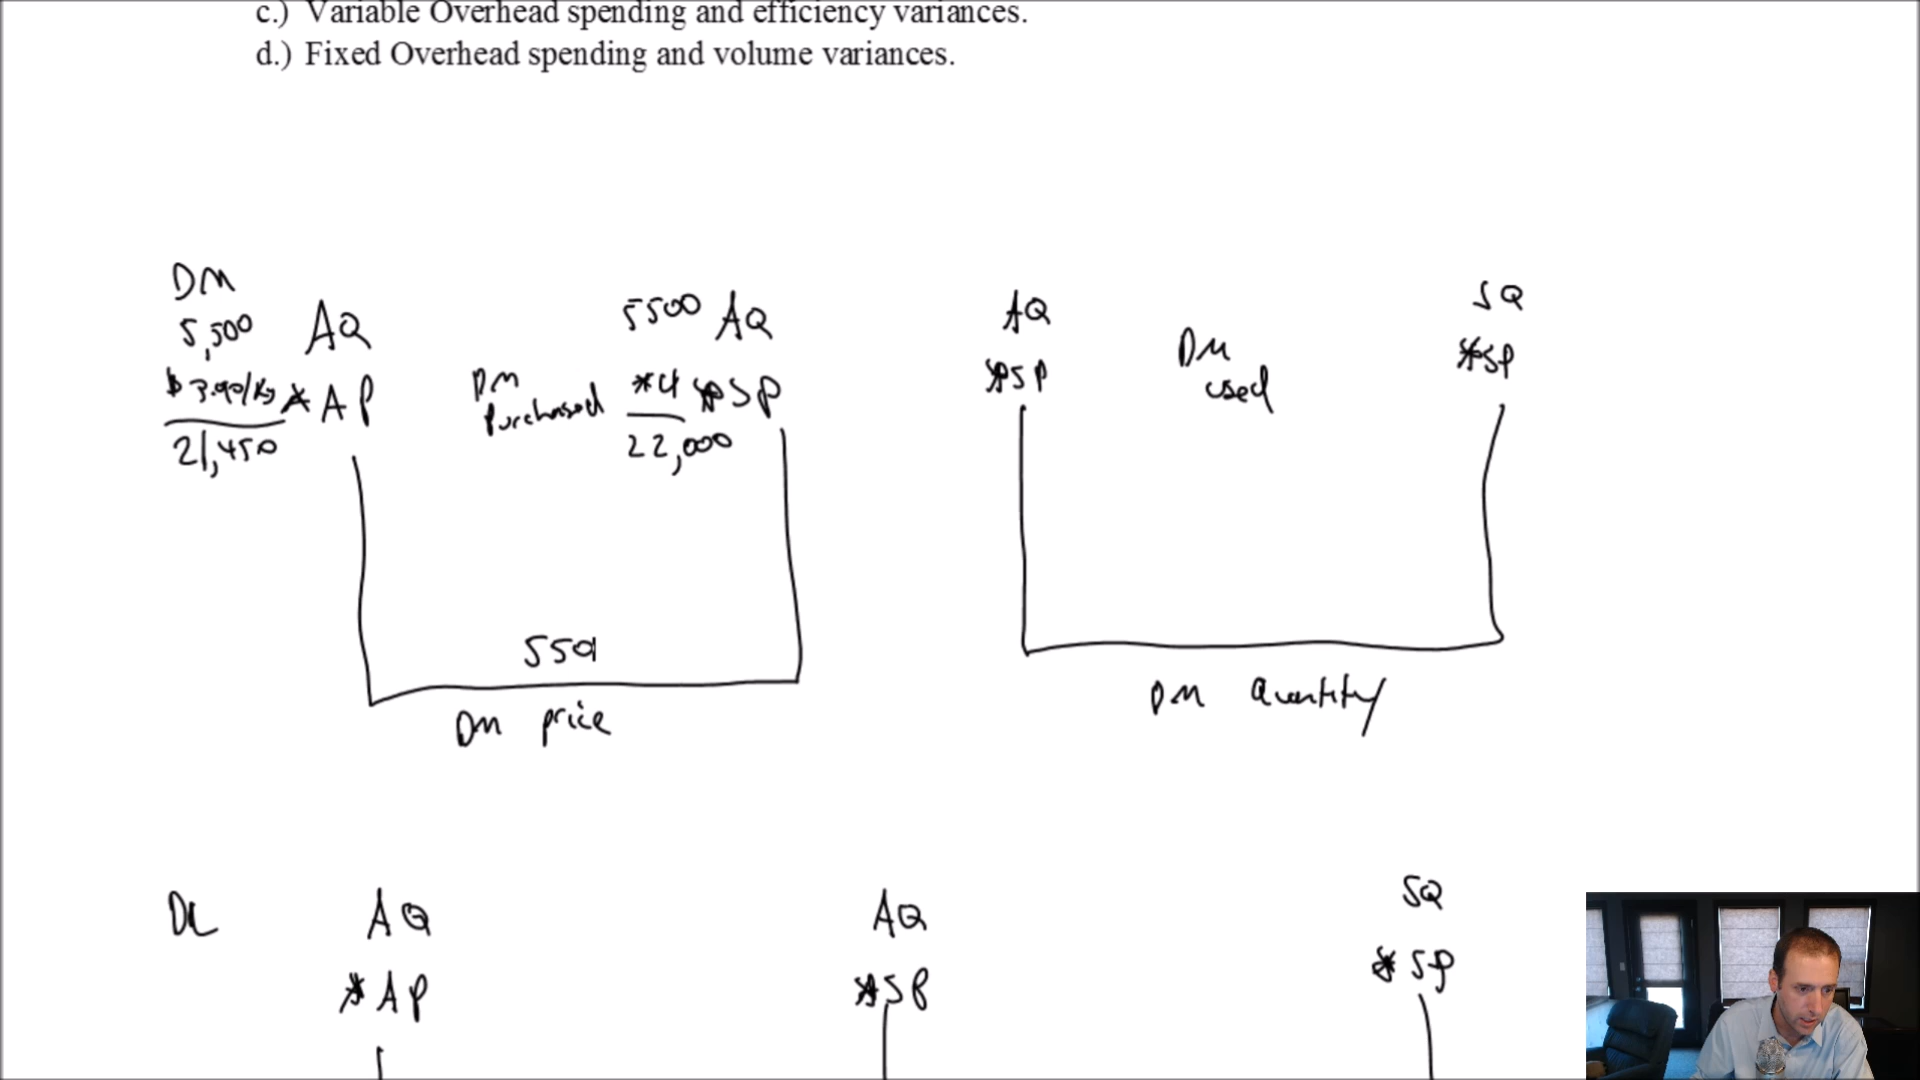 c.) Variable Overhead spending and efficiency variances.
d.) Fixed Overhead spending and volume variances.
DM
5,500 AQ
$3.90/kg * AP
21,450
DM
Purchased
5500 AQ
*4 *SP
22,000
550
DM price
AQ
*SP
DM
used
SQ
*SP
DM Quantity
DL
AQ
*AP
AQ
*SP
SQ
*SP